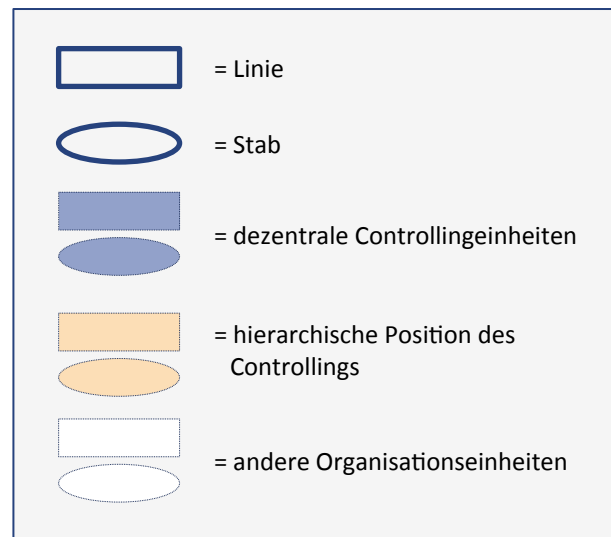 = Linie
= Stab
= dezentrale Controllingeinheiten
= hierarchische Position des
Controllings
= andere Organisationseinheiten